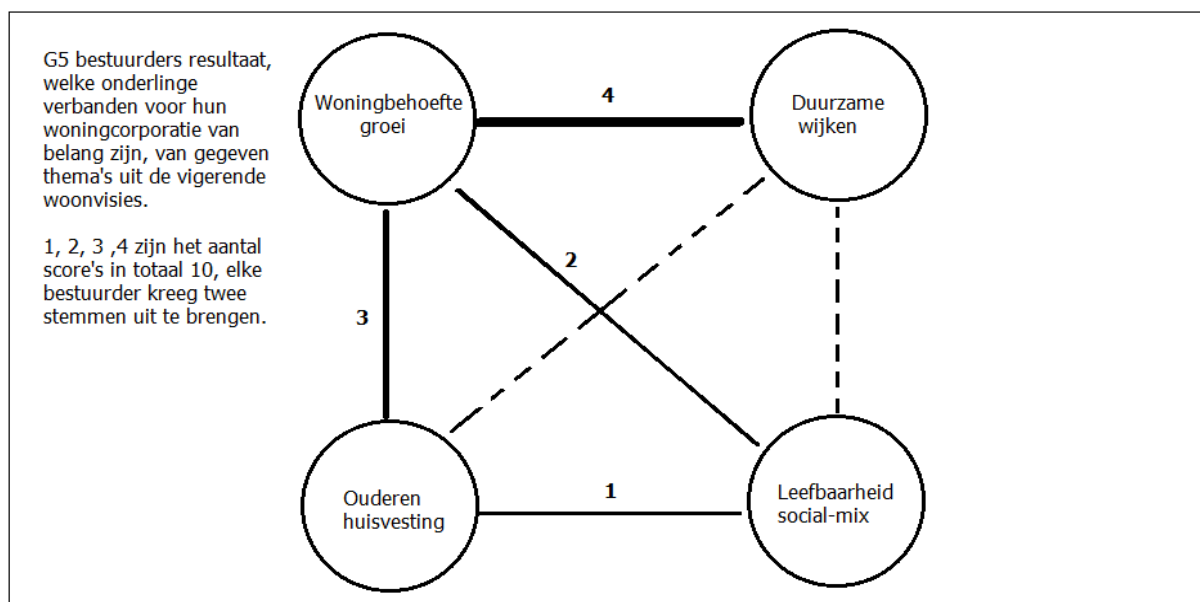 G5 bestuurders resultaat,
welke onderlinge
verbanden voor hun
woningcorporatie van
belang zijn, van gegeven
thema's uit de vigerende
woonvisies.
1, 2, 3 ,4 zijn het aantal
score's in totaal 10, elke
bestuurder kreeg twee
stemmen uit te brengen.
Woningbehoefte
groei
4
Duurzame
wijken
2
3
Ouderen
huisvesting
1
Leefbaarheid
social-mix